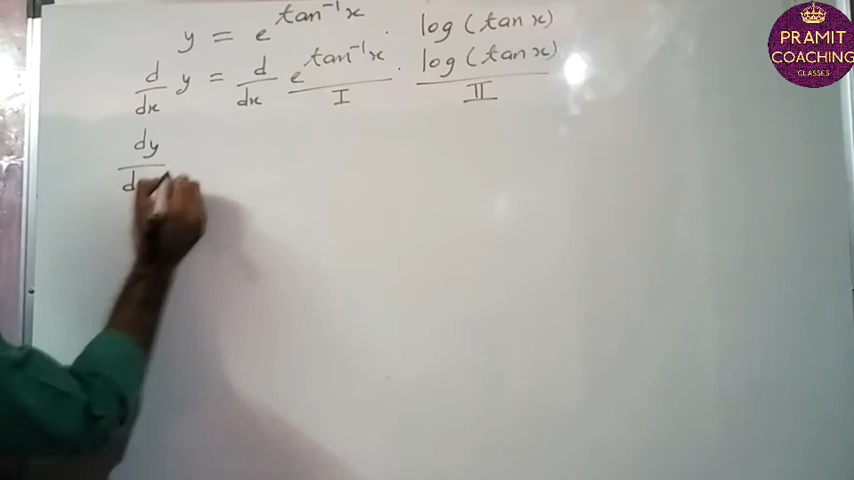 y = e^{tan⁻¹x} . log(tan x)
d/dx y = d/dx e^{tan⁻¹x} . log(tan x)
I II
dy/d
PRAMIT
COACHING
CLASSES